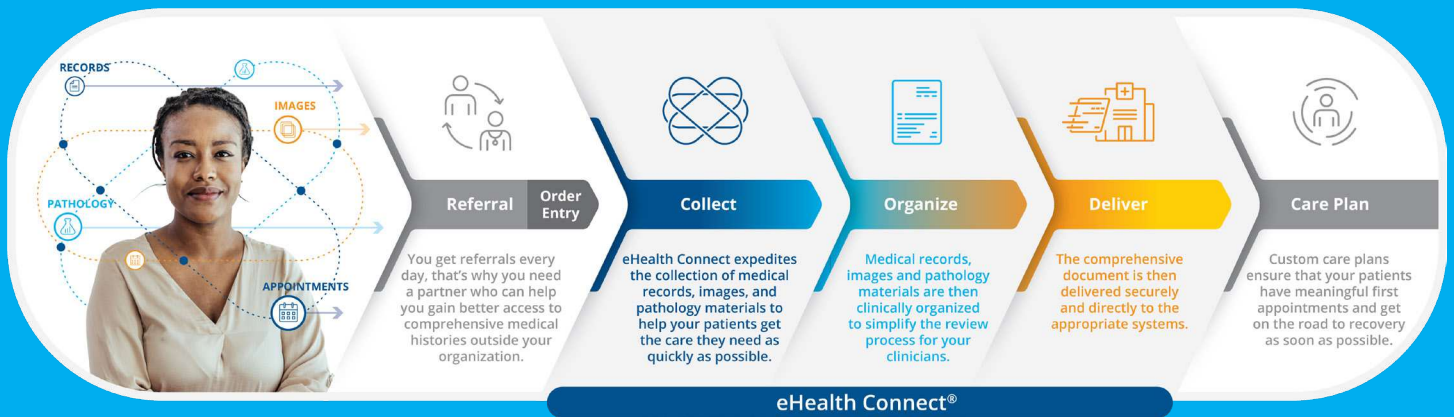 RECORDS
IMAGES
PATHOLOGY
APPOINTMENTS
Referral
Order
Entry
You get referrals every
day, that's why you need
a partner who can help
you gain better access to
comprehensive medical
histories outside your
organization.
Collect
eHealth Connect expedites
the collection of medical
records, images, and
pathology materials to
help your patients get
the care they need as
quickly as possible.
Organize
Medical records,
images and pathology
materials are then
clinically organized
to simplify the review
process for your
clinicians.
Deliver
The comprehensive
document is then
delivered securely
and directly to the
appropriate systems.
Care Plan
Custom care plans
ensure that your patients
have meaningful first
appointments and get
on the road to recovery
as soon as possible.
eHealth Connect®